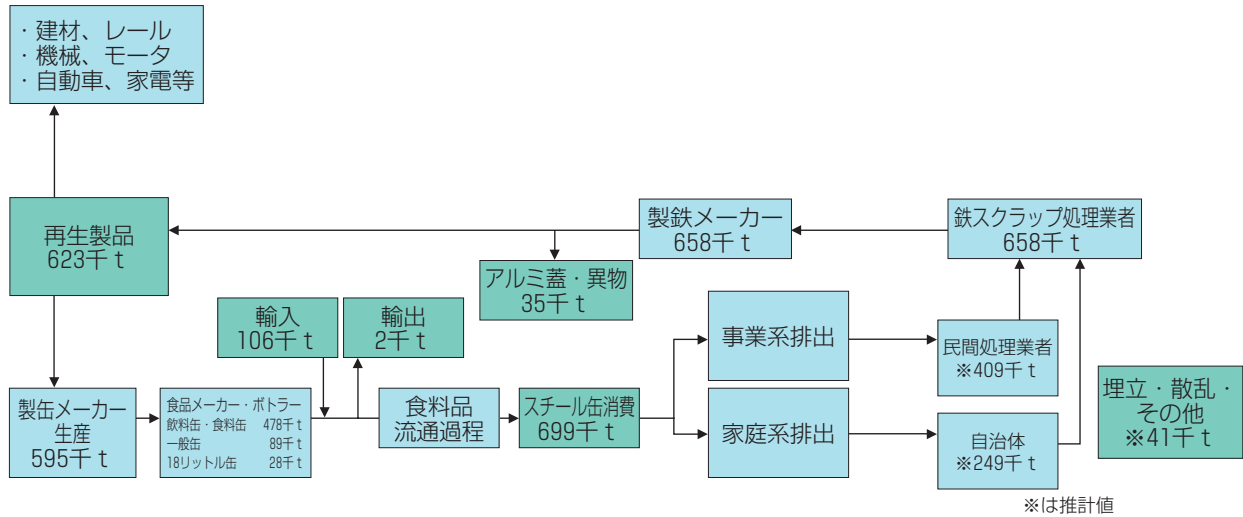 ・建材、レール
・機械、モータ
・自動車、家電等
再生製品
623千 t
製鉄メーカー
658千 t
鉄スクラップ処理業者
658千 t
アルミ蓋・異物
35千 t
輸入
106千 t
輸出
2千 t
製缶メーカー
生産
595千 t
食品メーカー・ボトラー
飲料缶・食料缶 478千 t
一般缶 89千 t
18リットル缶 28千 t
食料品
流通過程
スチール缶消費
699千 t
事業系排出
家庭系排出
民間処理業者
※409千 t
自治体
※249千 t
埋立・散乱・
その他
※41千 t
※は推計値